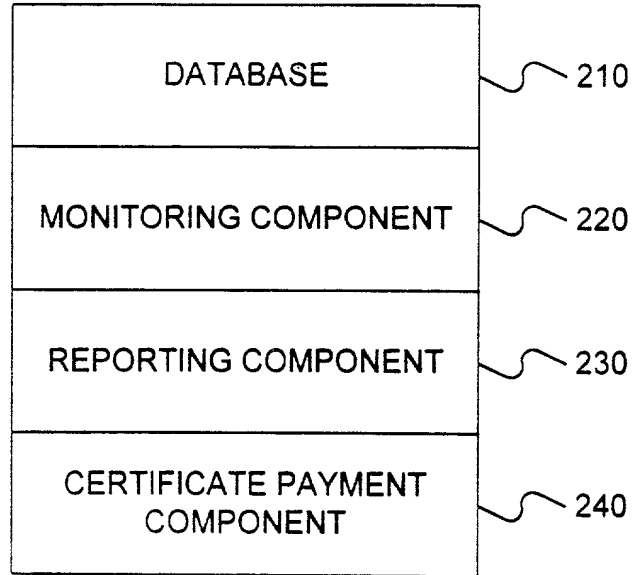 DATABASE 210
MONITORING COMPONENT 220
REPORTING COMPONENT 230
CERTIFICATE PAYMENT
COMPONENT 240